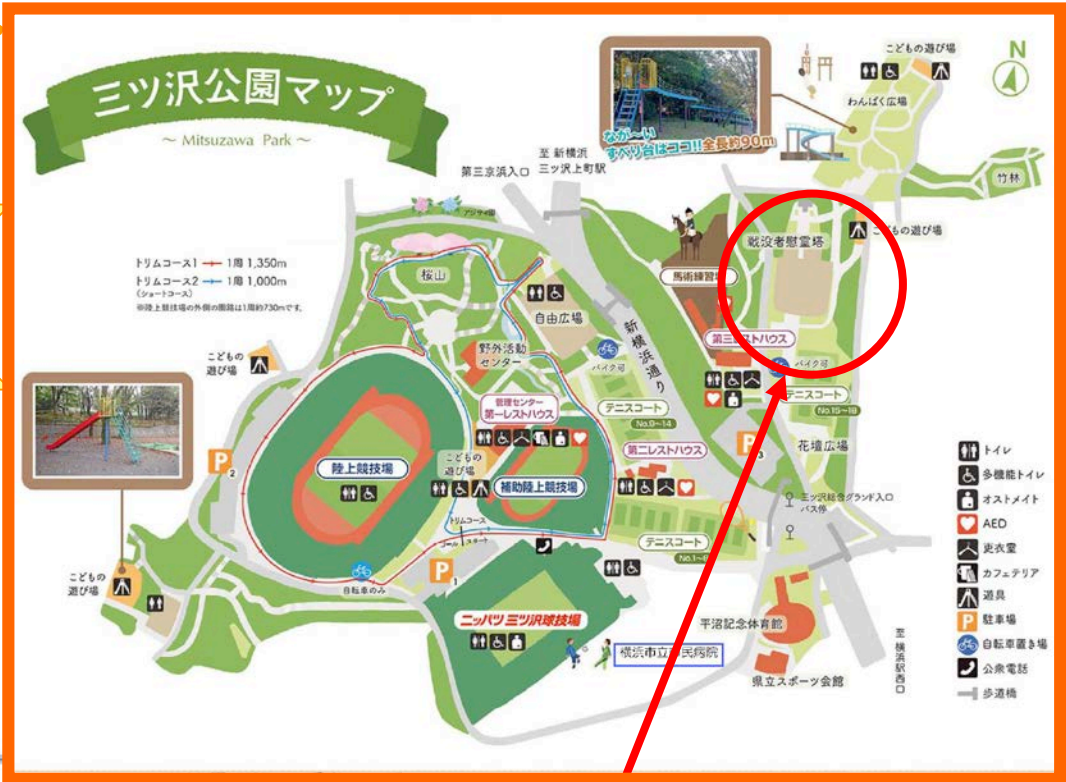 三ツ沢公園マップ
～ Mitsuzawa Park ～
なが～い
すべり台はココ!!全長約90m
こどもの遊び場
わんぱく広場
N
竹林
至 新横浜
三ツ沢上町駅
第三京浜入口
アジサイ園
戦没者慰霊塔
こどもの遊び場
馬術練習場
トリムコース1 1周 1,350m
トリムコース2 1周 1,000m
(ショートコース)
※陸上競技場の外側の園路は1周約730mです。
桜山
自由広場
新横浜通り
第三レストハウス
野外活動
センター
バイク可
バイク可
こどもの
遊び場
管理センター
第一レストハウス
テニスコート
No.9～14
テニスコート
No.15～18
第二レストハウス
花壇広場
P
2
陸上競技場
こどもの
遊び場
補助陸上競技場
P
3
三ツ沢総合グランド入口
バス停
トリムコース
ゴール スタート
テニスコート
P
1
こどもの
遊び場
自転車のみ
ニッパツ 三ツ沢球技場
平沼記念体育館
県立スポーツ会館
至 横浜駅西口
トイレ
多機能トイレ
オストメイト
AED
更衣室
カフェテリア
遊具
P 駐車場
自転車置き場
公衆電話
歩道橋